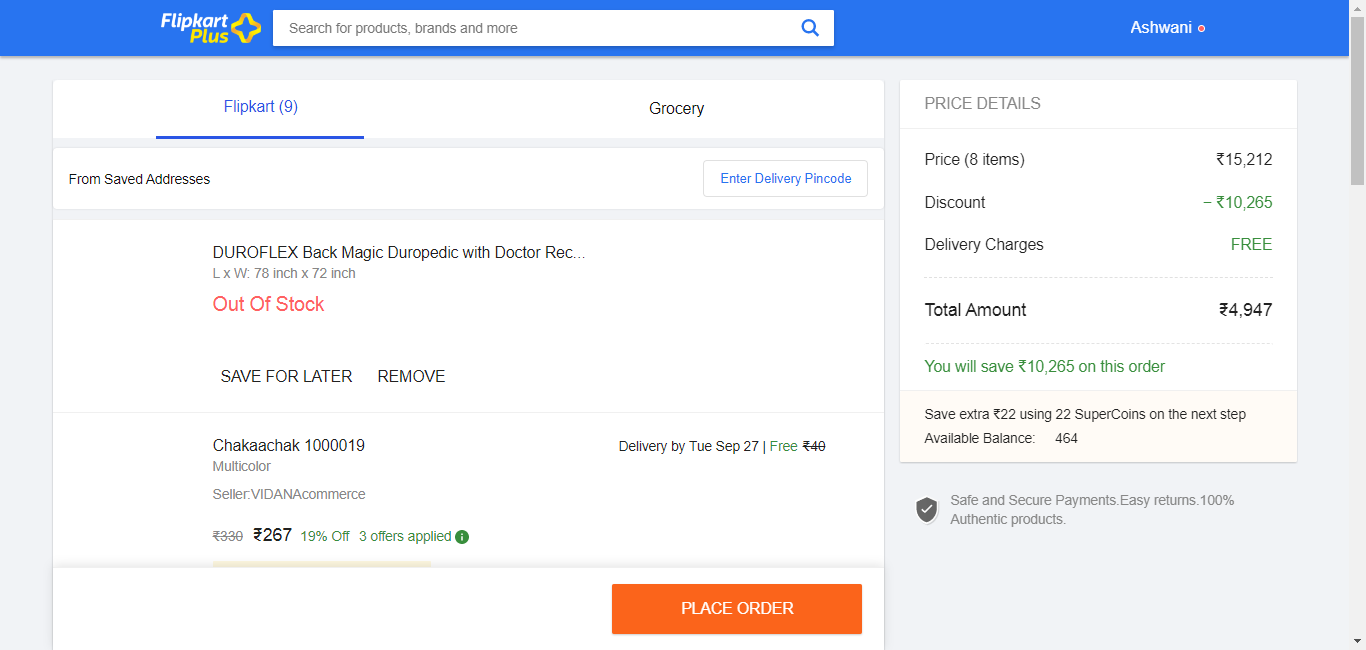 Flipkart
Plus
Search for products, brands and more
Ashwani
Flipkart (9)
Grocery
From Saved Addresses
Enter Delivery Pincode
DUROFLEX Back Magic Duropedic with Doctor Rec...
L x W: 78 inch x 72 inch
Out Of Stock
SAVE FOR LATER REMOVE
Chakaachak 1000019
Multicolor
Seller:VIDANAcommerce
₹330 ₹267 19% Off 3 offers applied
Delivery by Tue Sep 27 | Free ₹40
PLACE ORDER
PRICE DETAILS
Price (8 items) ₹15,212
Discount − ₹10,265
Delivery Charges FREE
Total Amount ₹4,947
You will save ₹10,265 on this order
Save extra ₹22 using 22 SuperCoins on the next step
Available Balance: 464
Safe and Secure Payments.Easy returns.100%
Authentic products.